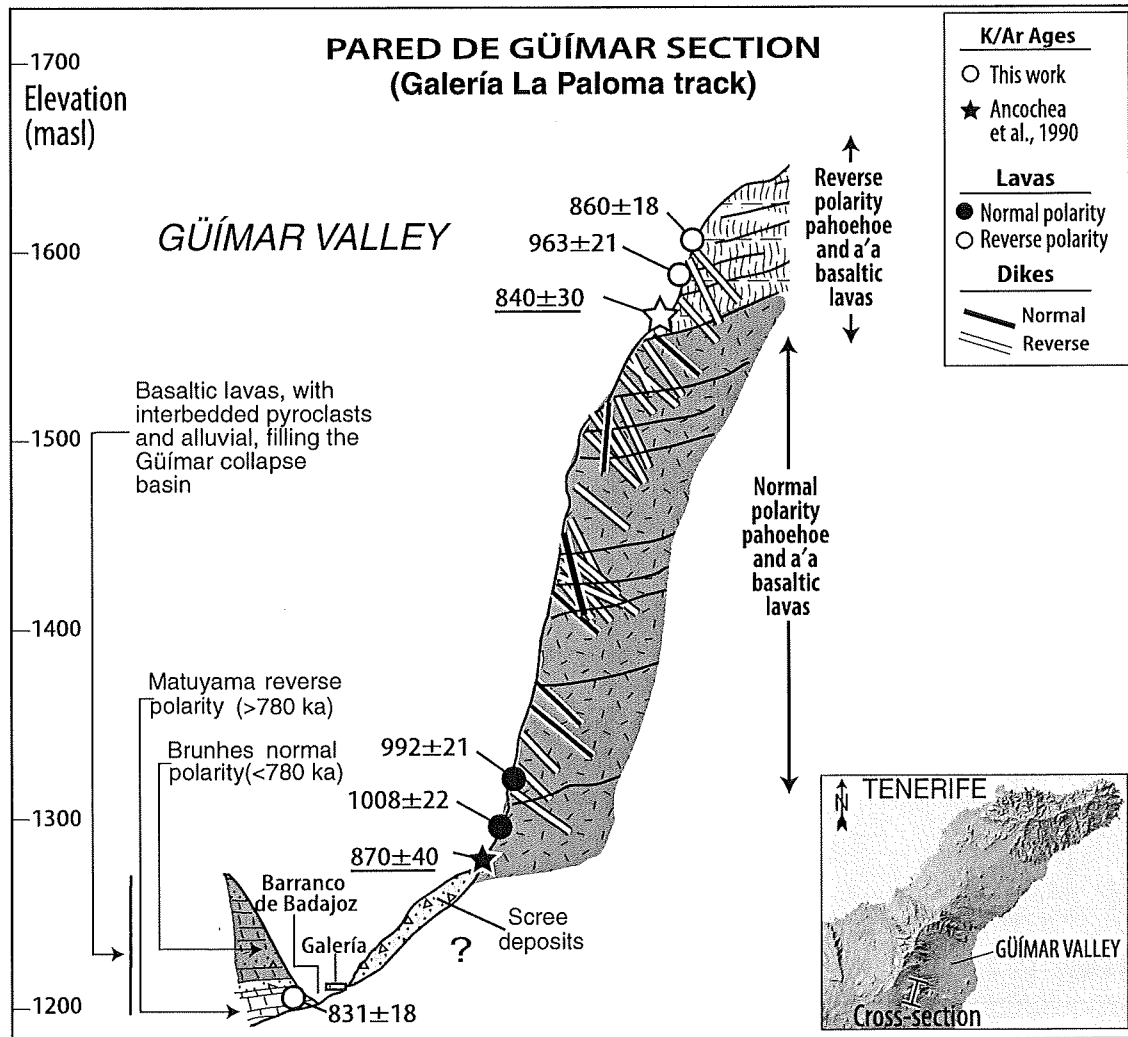 PARED DE GÜÍMAR SECTION
(Galería La Paloma track)
1700
Elevation
(masl)
1600
1500
1400
1300
1200
GÜÍMAR VALLEY
K/Ar Ages
This work
Ancochea
et al., 1990
Lavas
Normal polarity
Reverse polarity
Dikes
Normal
Reverse
860±18
963±21
840±30
Reverse
polarity
pahoehoe
and a'a
basaltic
lavas
Basaltic lavas, with
interbedded pyroclasts
and alluvial, filling the
Güímar collapse
basin
Normal
polarity
pahoehoe
and a'a
basaltic
lavas
Matuyama reverse
polarity (>780 ka)
Brunhes normal
polarity(<780 ka)
992±21
1008±22
870±40
Barranco
de Badajoz
Galería
Scree
deposits
?
831±18
N
TENERIFE
GÜÍMAR VALLEY
Cross-section